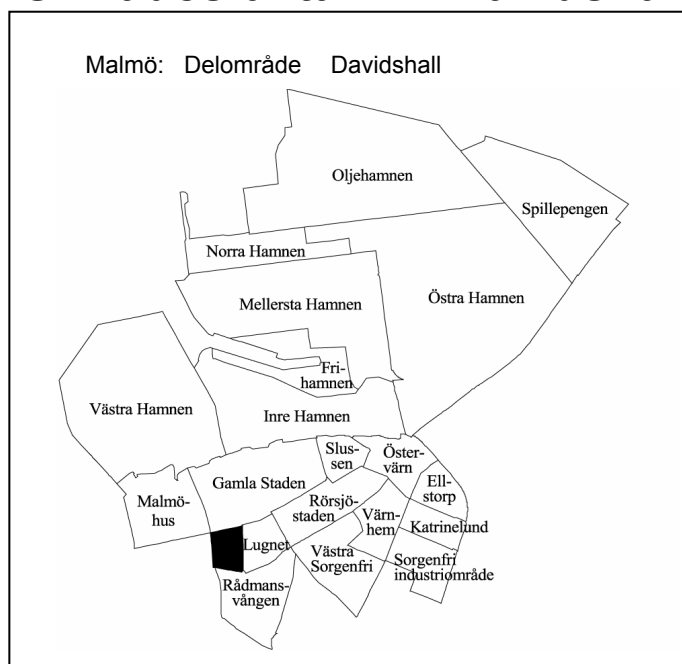 Malmö: Delområde Davidshall
Oljehamnen
Spillepengen
Norra Hamnen
Mellersta Hamnen
Östra Hamnen
Fri-
hamnen
Västra Hamnen
Inre Hamnen
Slus-
sen
Öster-
värn
Gamla Staden
Ell-
storp
Malmö-
hus
Rörsjö-
staden
Värn-
hem
Katrinelund
Lugnet
Västra
Sorgenfri
Sorgenfri
industriområde
Rådmans-
vången